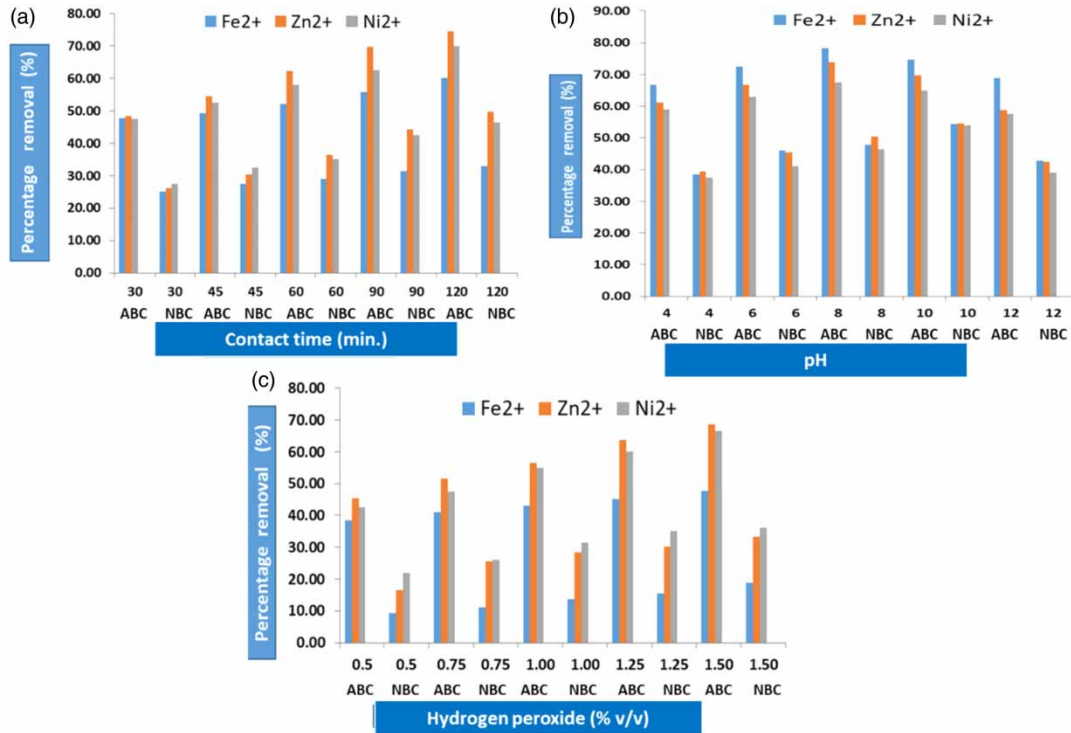 (a)
80.00
70.00
60.00
50.00
40.00
30.00
20.00
10.00
0.00
Percentage removal (%)
Fe2+ Zn2+ Ni2+
30 30 45 45 60 60 90 90 120 120
ABC NBC ABC NBC ABC NBC ABC NBC ABC NBC
Contact time (min.)
(b)
90.00
80.00
70.00
60.00
50.00
40.00
30.00
20.00
10.00
0.00
Percentage removal (%)
Fe2+ Zn2+ Ni2+
4 4 6 6 8 8 10 10 12 12
ABC NBC ABC NBC ABC NBC ABC NBC ABC NBC
pH
(c)
80.00
70.00
60.00
50.00
40.00
30.00
20.00
10.00
0.00
Percentage removal (%)
Fe2+ Zn2+ Ni2+
0.5 0.5 0.75 0.75 1.00 1.00 1.25 1.25 1.50 1.50
ABC NBC ABC NBC ABC NBC ABC NBC ABC NBC
Hydrogen peroxide (% v/v)